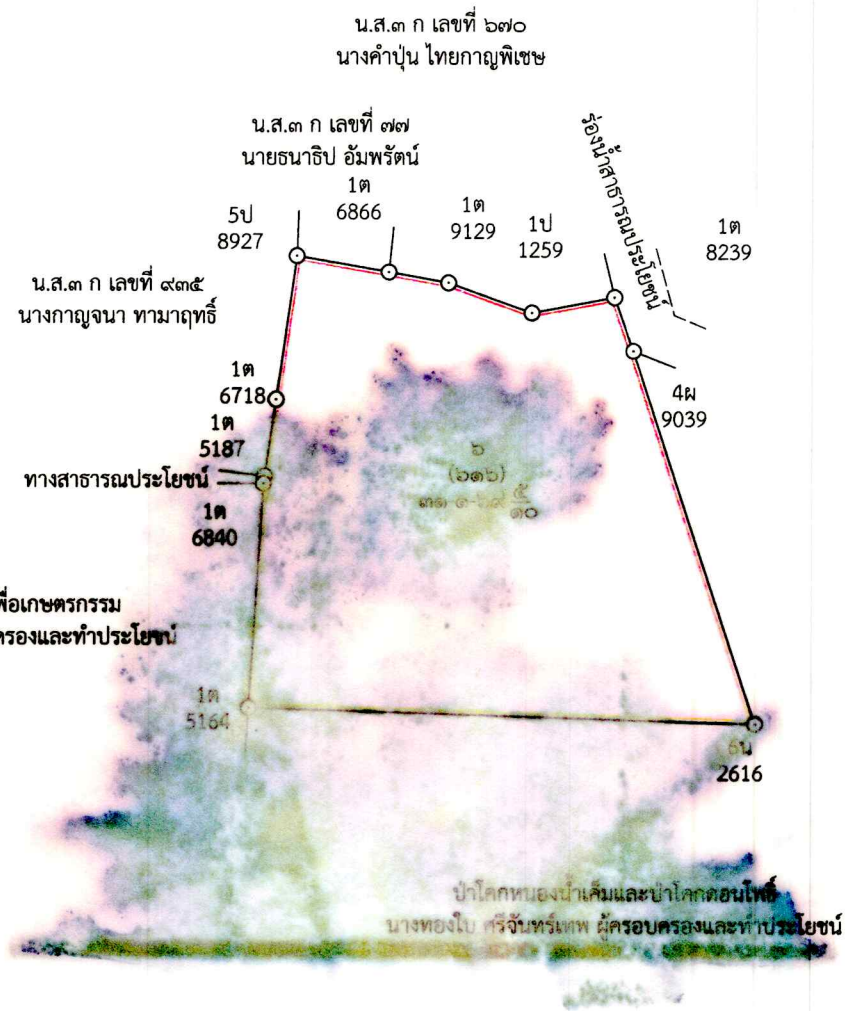 น.ส.๓ ก เลขที่ ๖๗๐
นางคำปุ่น ไทยกาญพิเชษ
น.ส.๓ ก เลขที่ ๗๗
นายธนาธิป อัมพรัตน์
ร่องน้ำสาธารณประโยชน์
5ป
8927
1ต
6866
1ต
9129
1ป
1259
1ต
8239
น.ส.๓ ก เลขที่ ๙๓๕
นางกาญจนา ทามาฤทธิ์
1ต
6718
4ผ
9039
1ต
5187
๖
(๖๑๖)
ทางสาธารณประโยชน์
1ต
6840
พื่อเกษตรกรรม
ครองและทำประโยชน์
1ต
5164
6น
2616
ป่าโคกหนองน้ำเค็มและป่าโคกดอนโพธิ์
นางทองใบ ศรีจันทร์เทพ ผู้ครอบครองและทำประโยชน์